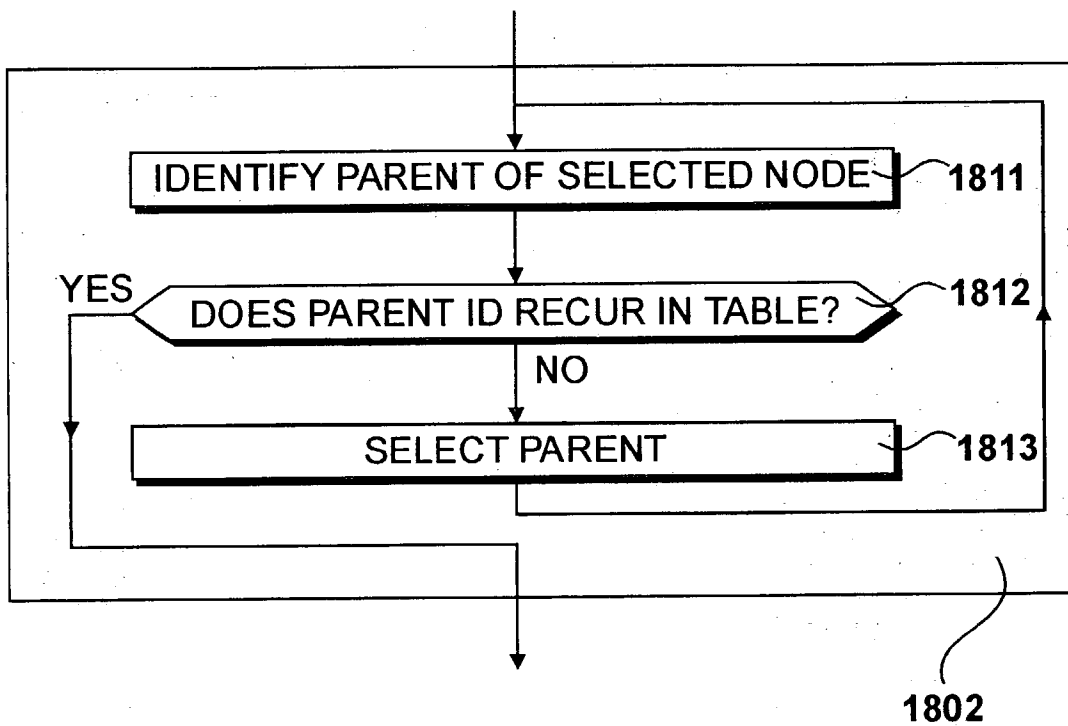 IDENTIFY PARENT OF SELECTED NODE
1811
YES
DOES PARENT ID RECUR IN TABLE?
1812
NO
SELECT PARENT
1813
1802